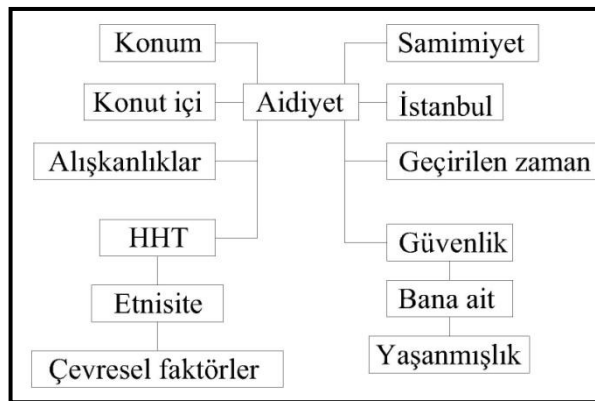 Konum
Samimiyet
Konut içi
Aidiyet
İstanbul
Alışkanlıklar
Geçirilen zaman
HHT
Güvenlik
Etnisite
Bana ait
Çevresel faktörler
Yaşanmışlık